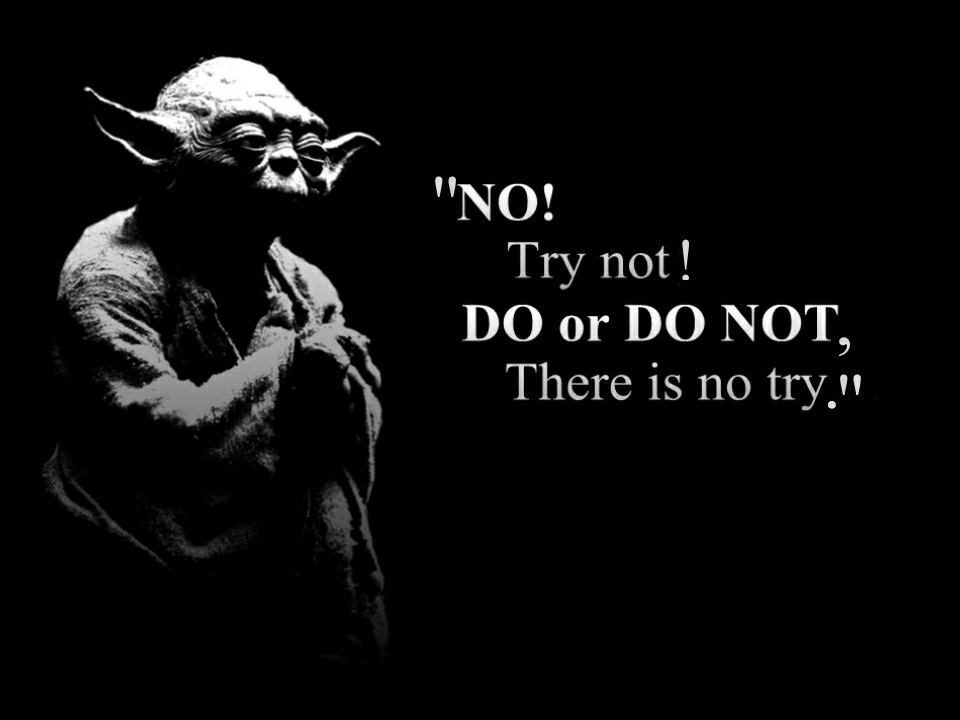 "NO!
Try not!
DO or DO NOT,
There is no try."